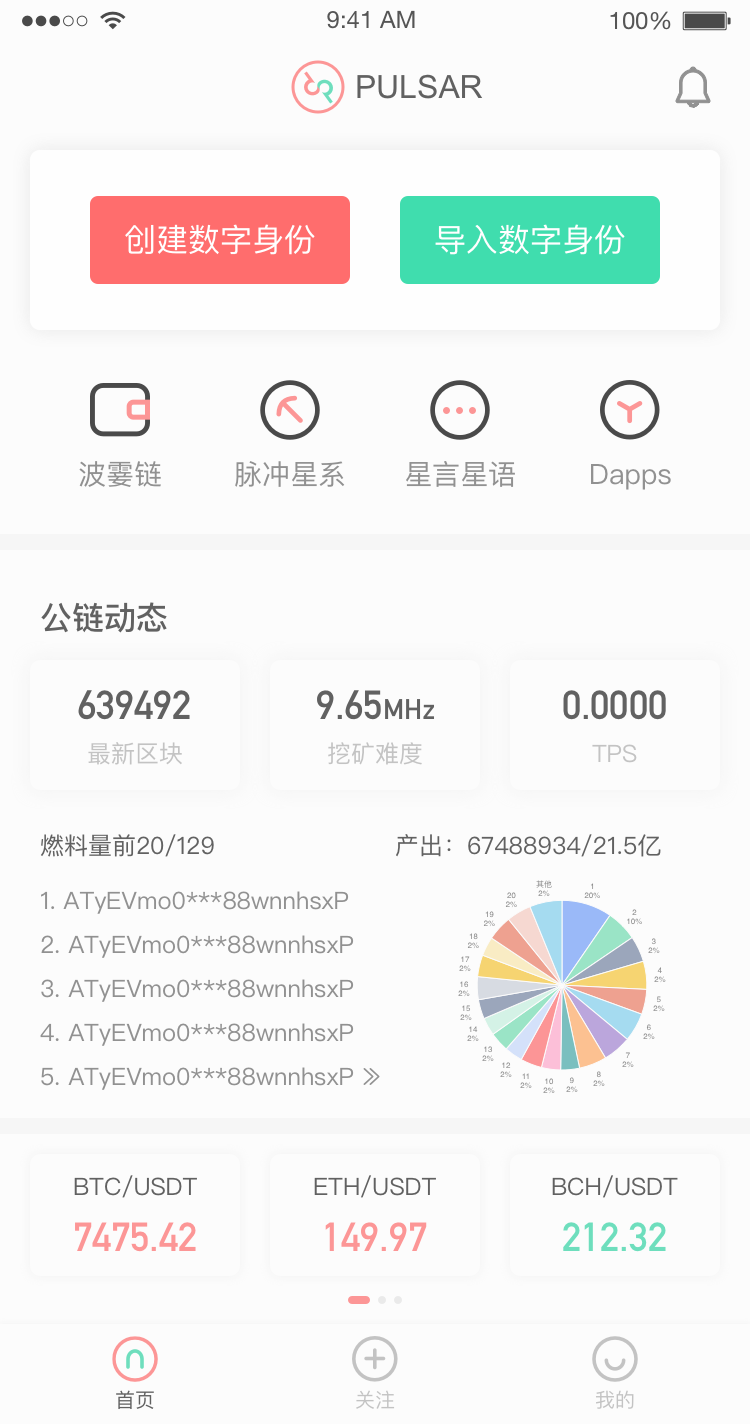 9:41 AM 100%
PULSAR
创建数字身份 导入数字身份
波霎链 脉冲星系 星言星语 Dapps
公链动态
639492 9.65MHz 0.0000
最新区块 挖矿难度 TPS
燃料量前20/129 产出：67488934/21.5亿
1. ATyEVmo0***88wnnhsxP
2. ATyEVmo0***88wnnhsxP
3. ATyEVmo0***88wnnhsxP
4. ATyEVmo0***88wnnhsxP
5. ATyEVmo0***88wnnhsxP
其他 2%
1 20%
2 10%
3 2%
4 2%
5 2%
6 2%
7 2%
8 2%
9 2%
10 2%
11 2%
12 2%
13 2%
14 2%
15 2%
16 2%
17 2%
18 2%
19 2%
20 2%
BTC/USDT ETH/USDT BCH/USDT
7475.42 149.97 212.32
首页 关注 我的